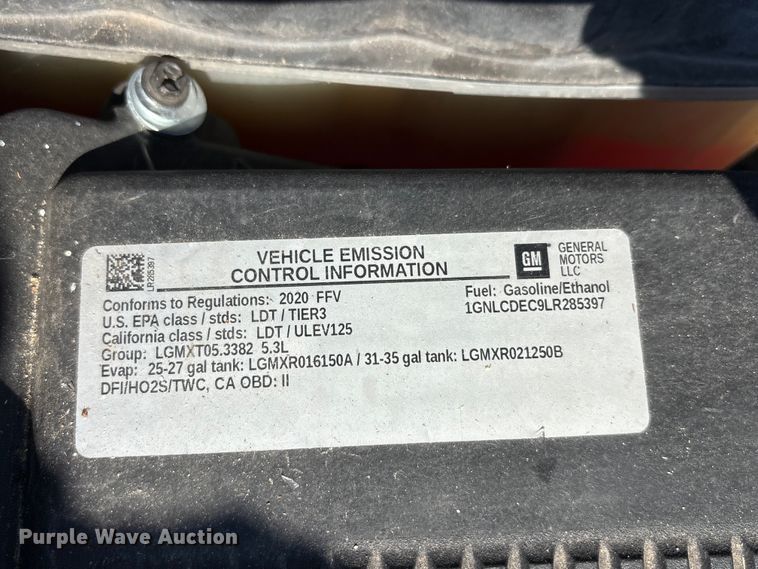 LR285397
VEHICLE EMISSION
CONTROL INFORMATION
GM
GENERAL
MOTORS
LLC
Conforms to Regulations: 2020 FFV
U.S. EPA class / stds: LDT / TIER3
California class / stds: LDT / ULEV125
Group: LGMXT05.3382 5.3L
Evap: 25-27 gal tank: LGMXR016150A / 31-35 gal tank: LGMXR021250B
DFI/HO2S/TWC, CA OBD: II
Fuel: Gasoline/Ethanol
1GNLCDEC9LR285397
Purple Wave Auction